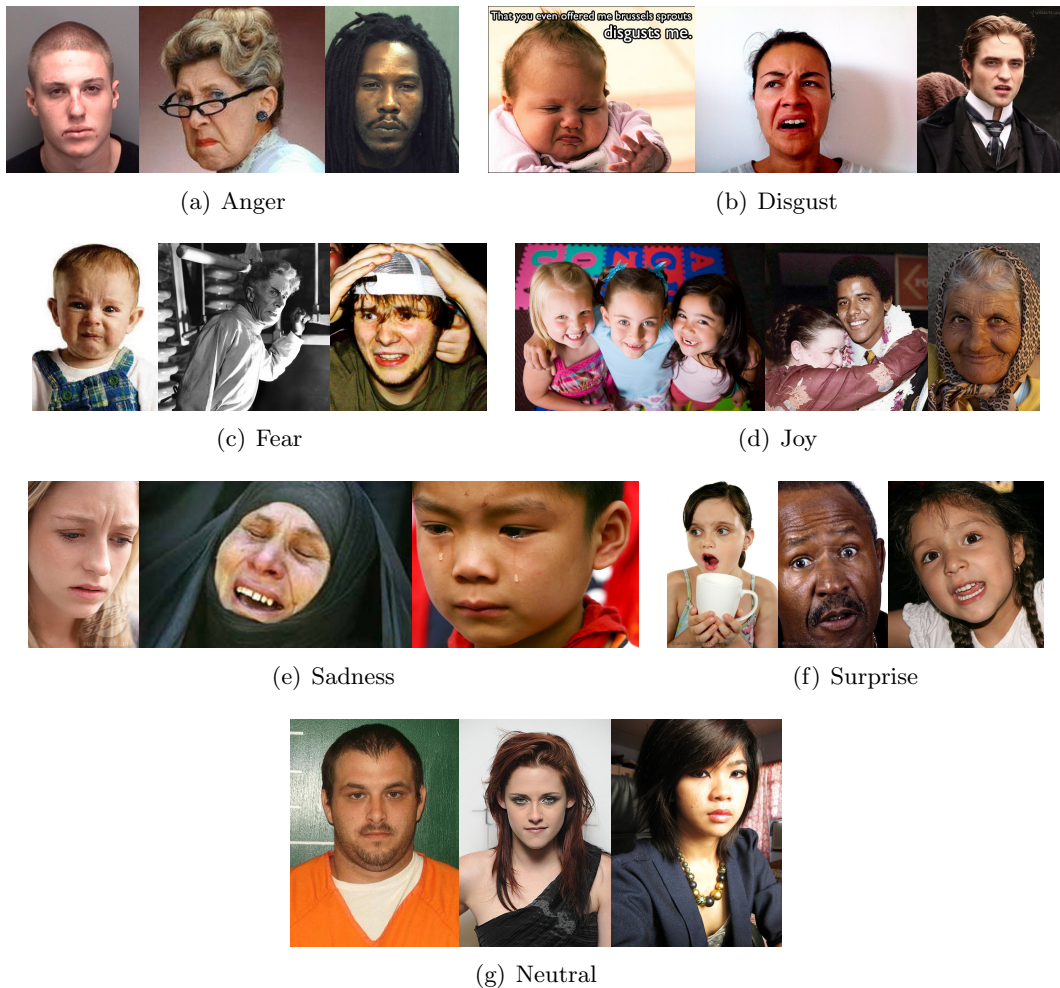 That you even offered me brussels sprouts
disgusts me.
(a) Anger
(b) Disgust
(c) Fear
(d) Joy
(e) Sadness
(f) Surprise
(g) Neutral